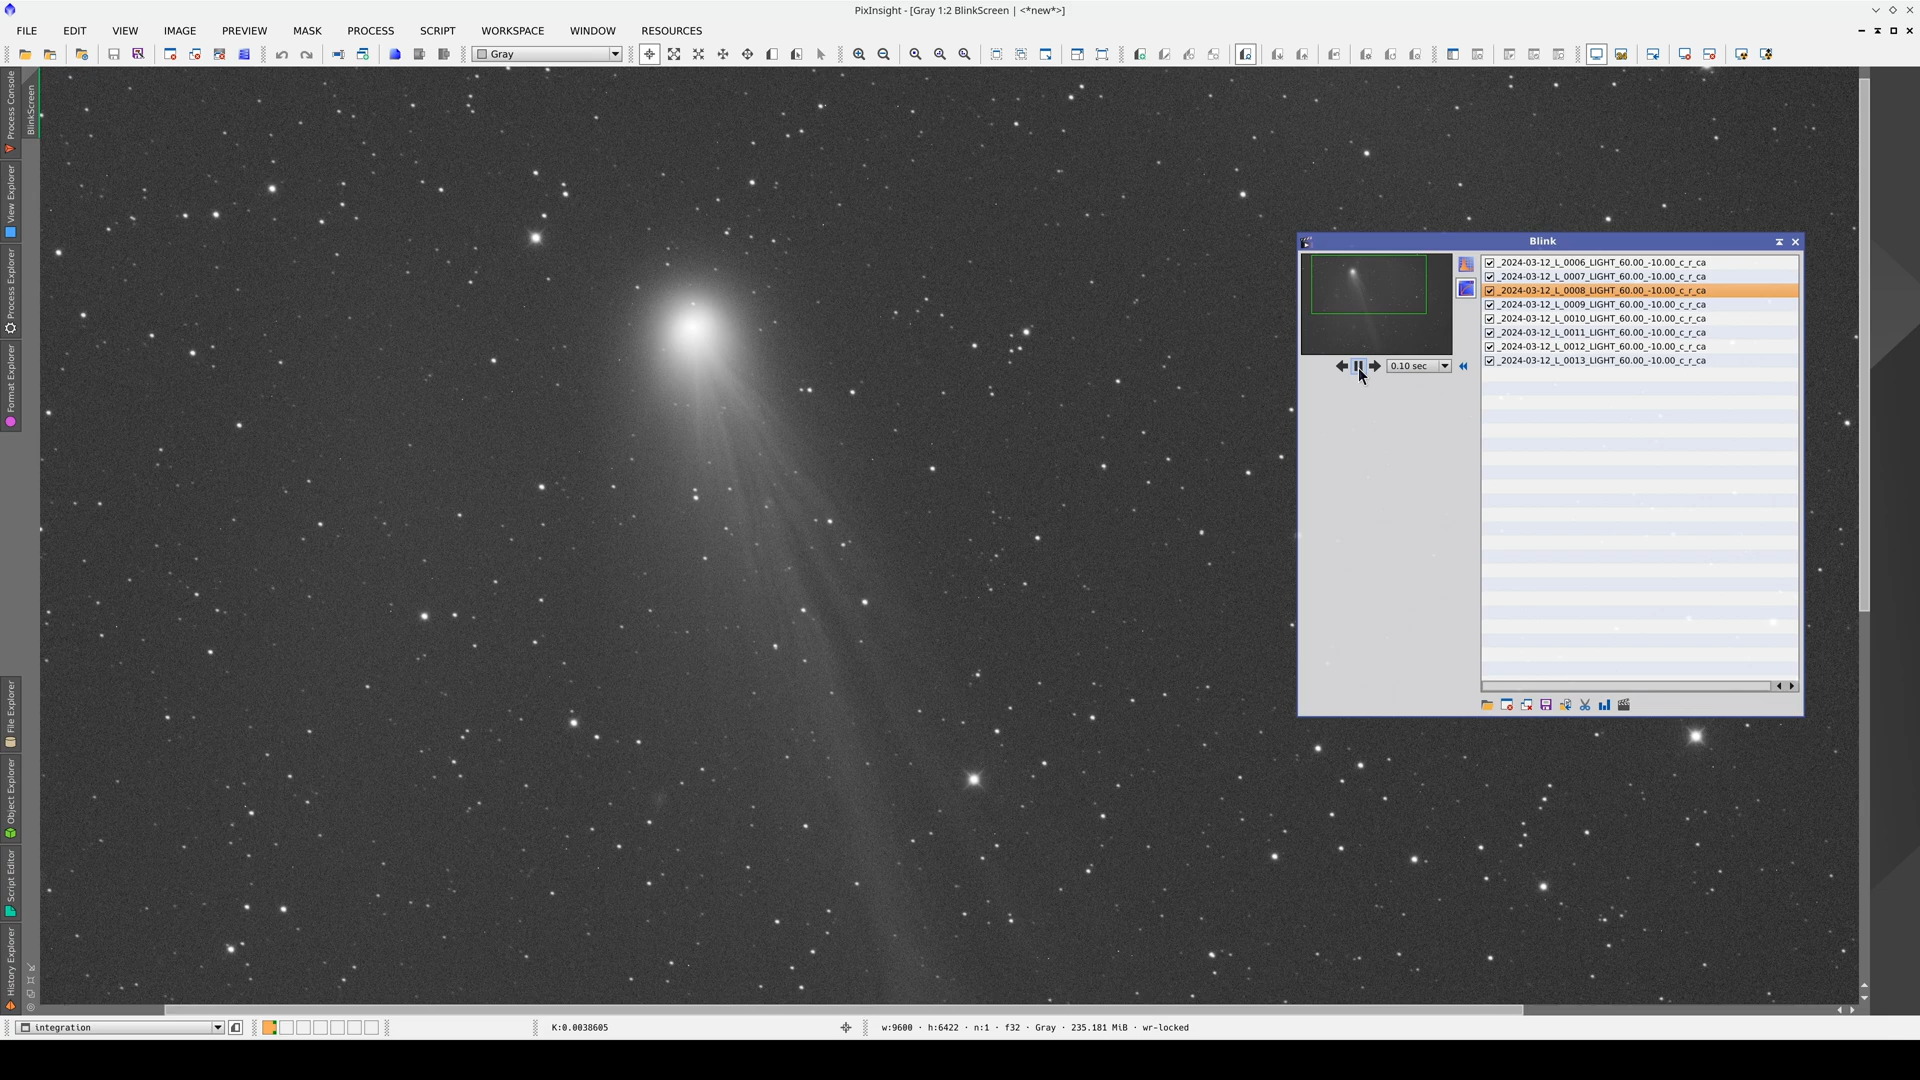 PixInsight - [Gray 1:2 BlinkScreen | <*new*>]
FILE EDIT VIEW IMAGE PREVIEW MASK PROCESS SCRIPT WORKSPACE WINDOW RESOURCES
Gray
Process Console
View Explorer
Process Explorer
Format Explorer
File Explorer
Object Explorer
Script Editor
History Explorer
BlinkScreen
Blink
_2024-03-12_L_0006_LIGHT_60.00_-10.00_c_r_ca
_2024-03-12_L_0007_LIGHT_60.00_-10.00_c_r_ca
_2024-03-12_L_0008_LIGHT_60.00_-10.00_c_r_ca
_2024-03-12_L_0009_LIGHT_60.00_-10.00_c_r_ca
_2024-03-12_L_0010_LIGHT_60.00_-10.00_c_r_ca
_2024-03-12_L_0011_LIGHT_60.00_-10.00_c_r_ca
_2024-03-12_L_0012_LIGHT_60.00_-10.00_c_r_ca
_2024-03-12_L_0013_LIGHT_60.00_-10.00_c_r_ca
0.10 sec
integration
K:0.0038605
w:9600 · h:6422 · n:1 · f32 · Gray · 235.181 MiB · wr-locked